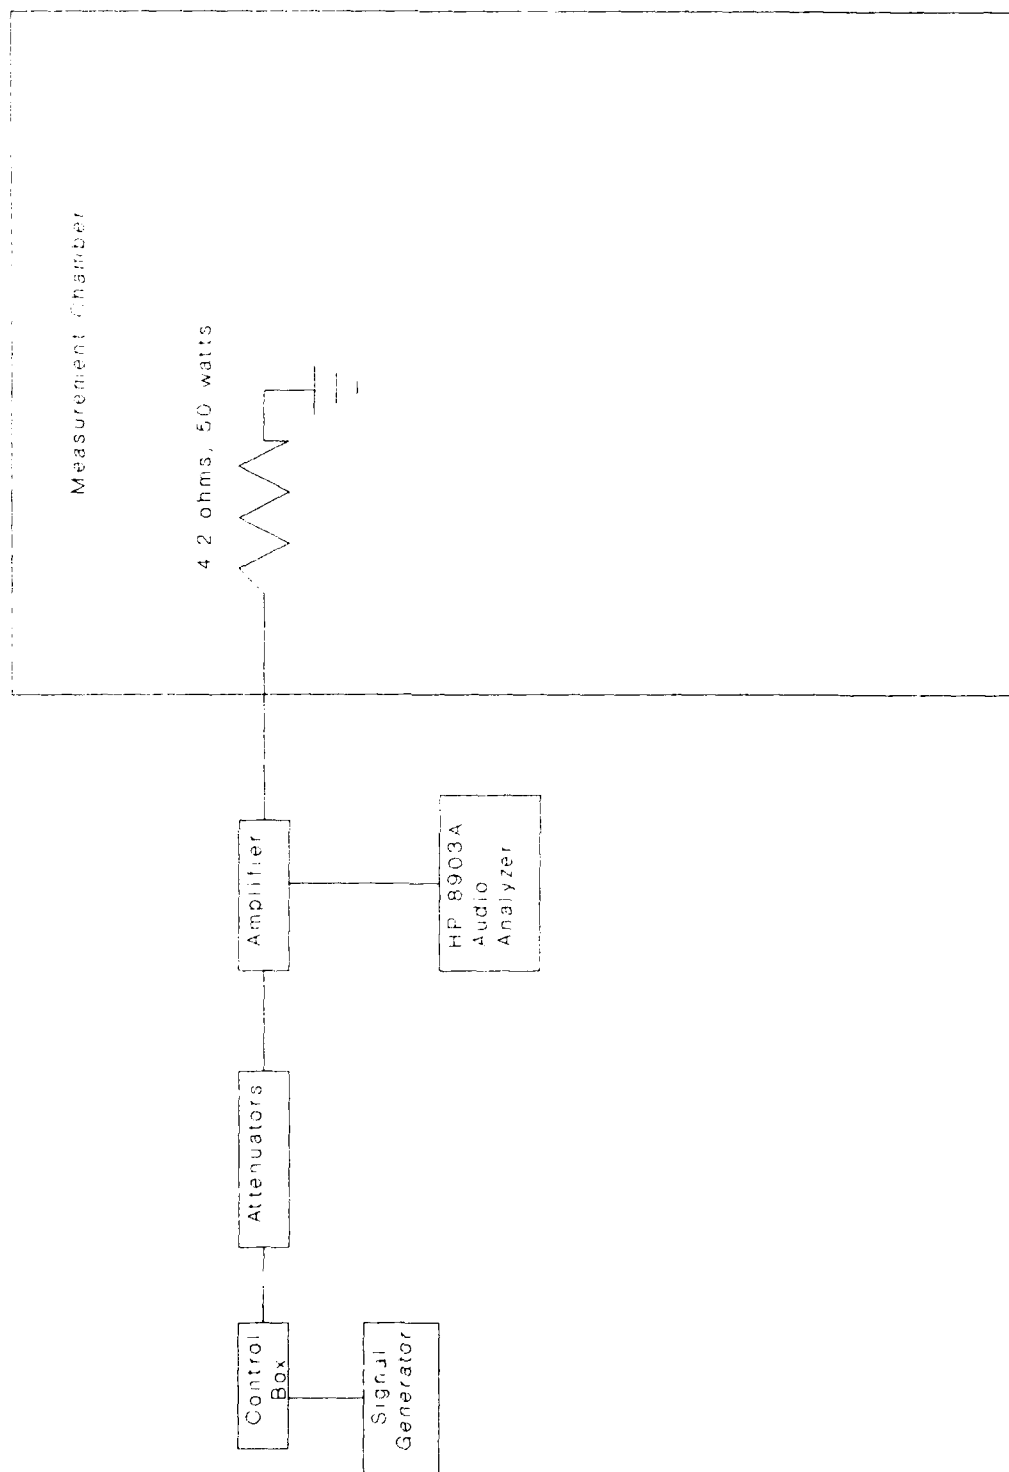 Measurement Chamber
4 2 ohms, 50 watts
Control
Box
Attenuators
Amplifier
Signal
Generator
HP 8903A
Audio
Analyzer